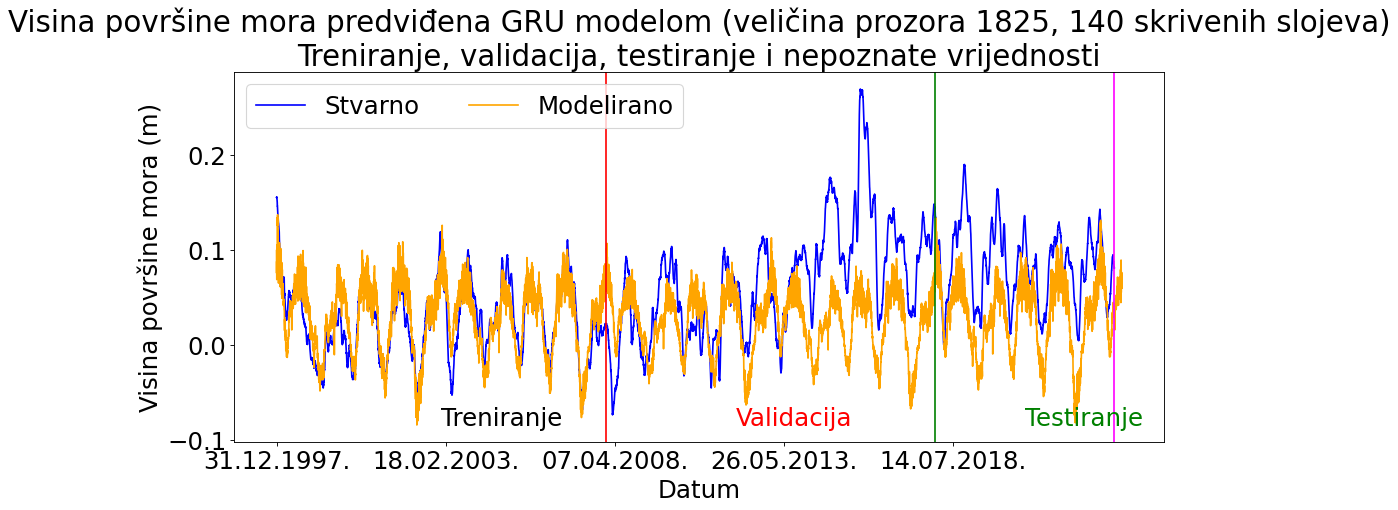 Visina površine mora predviđena GRU modelom (veličina prozora 1825, 140 skrivenih slojeva)
Treniranje, validacija, testiranje i nepoznate vrijednosti
Stvarno
Modelirano
Visina površine mora (m)
0.2
0.1
0.0
−0.1
Treniranje
Validacija
Testiranje
31.12.1997.
18.02.2003.
07.04.2008.
26.05.2013.
14.07.2018.
Datum